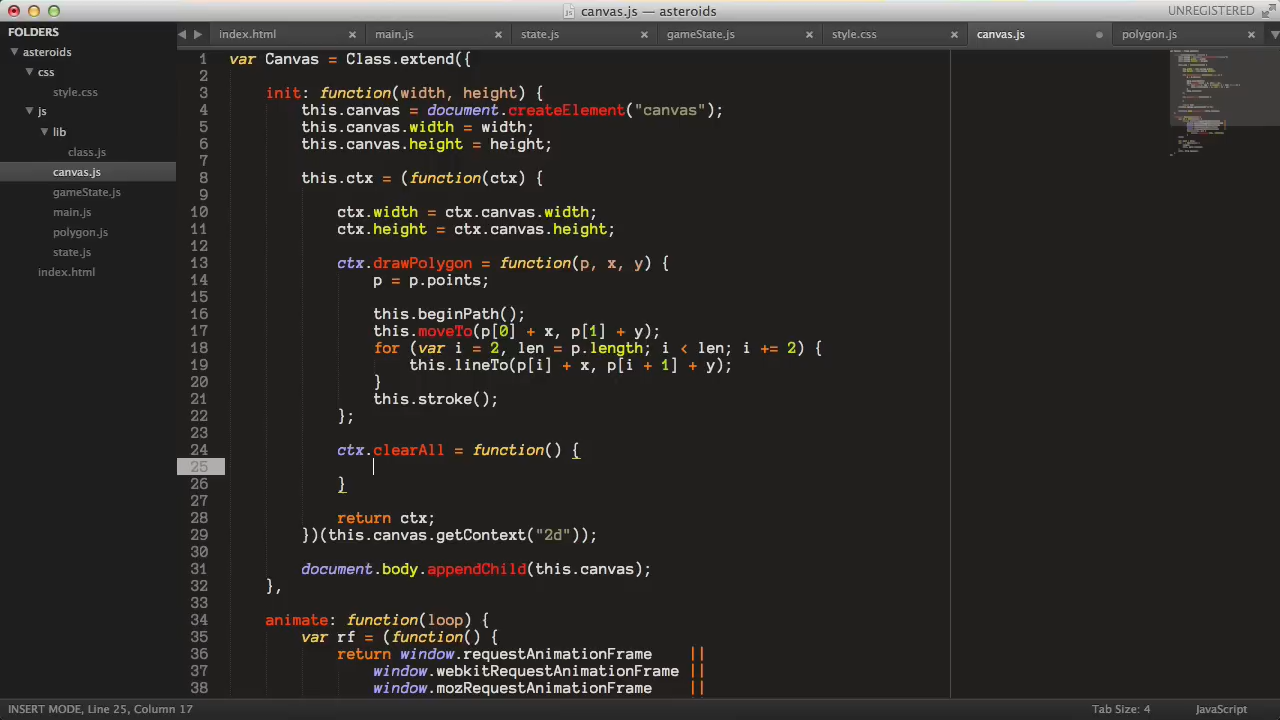 canvas.js — asteroids
UNREGISTERED
FOLDERS
asteroids
css
style.css
js
lib
class.js
canvas.js
gameState.js
main.js
polygon.js
state.js
index.html
index.html × main.js × state.js × gameState.js × style.css × canvas.js polygon.js ×
1 var Canvas = Class.extend({
2
3 init: function(width, height) {
4 this.canvas = document.createElement("canvas");
5 this.canvas.width = width;
6 this.canvas.height = height;
7
8 this.ctx = (function(ctx) {
9
10 ctx.width = ctx.canvas.width;
11 ctx.height = ctx.canvas.height;
12
13 ctx.drawPolygon = function(p, x, y) {
14 p = p.points;
15
16 this.beginPath();
17 this.moveTo(p[0] + x, p[1] + y);
18 for (var i = 2, len = p.length; i < len; i += 2) {
19 this.lineTo(p[i] + x, p[i + 1] + y);
20 }
21 this.stroke();
22 };
23
24 ctx.clearAll = function() {
25
26 }
27
28 return ctx;
29 })(this.canvas.getContext("2d"));
30
31 document.body.appendChild(this.canvas);
32 },
33
34 animate: function(loop) {
35 var rf = (function() {
36 return window.requestAnimationFrame ||
37 window.webkitRequestAnimationFrame ||
38 window.mozRequestAnimationFrame ||
INSERT MODE, Line 25, Column 17
Tab Size: 4
JavaScript